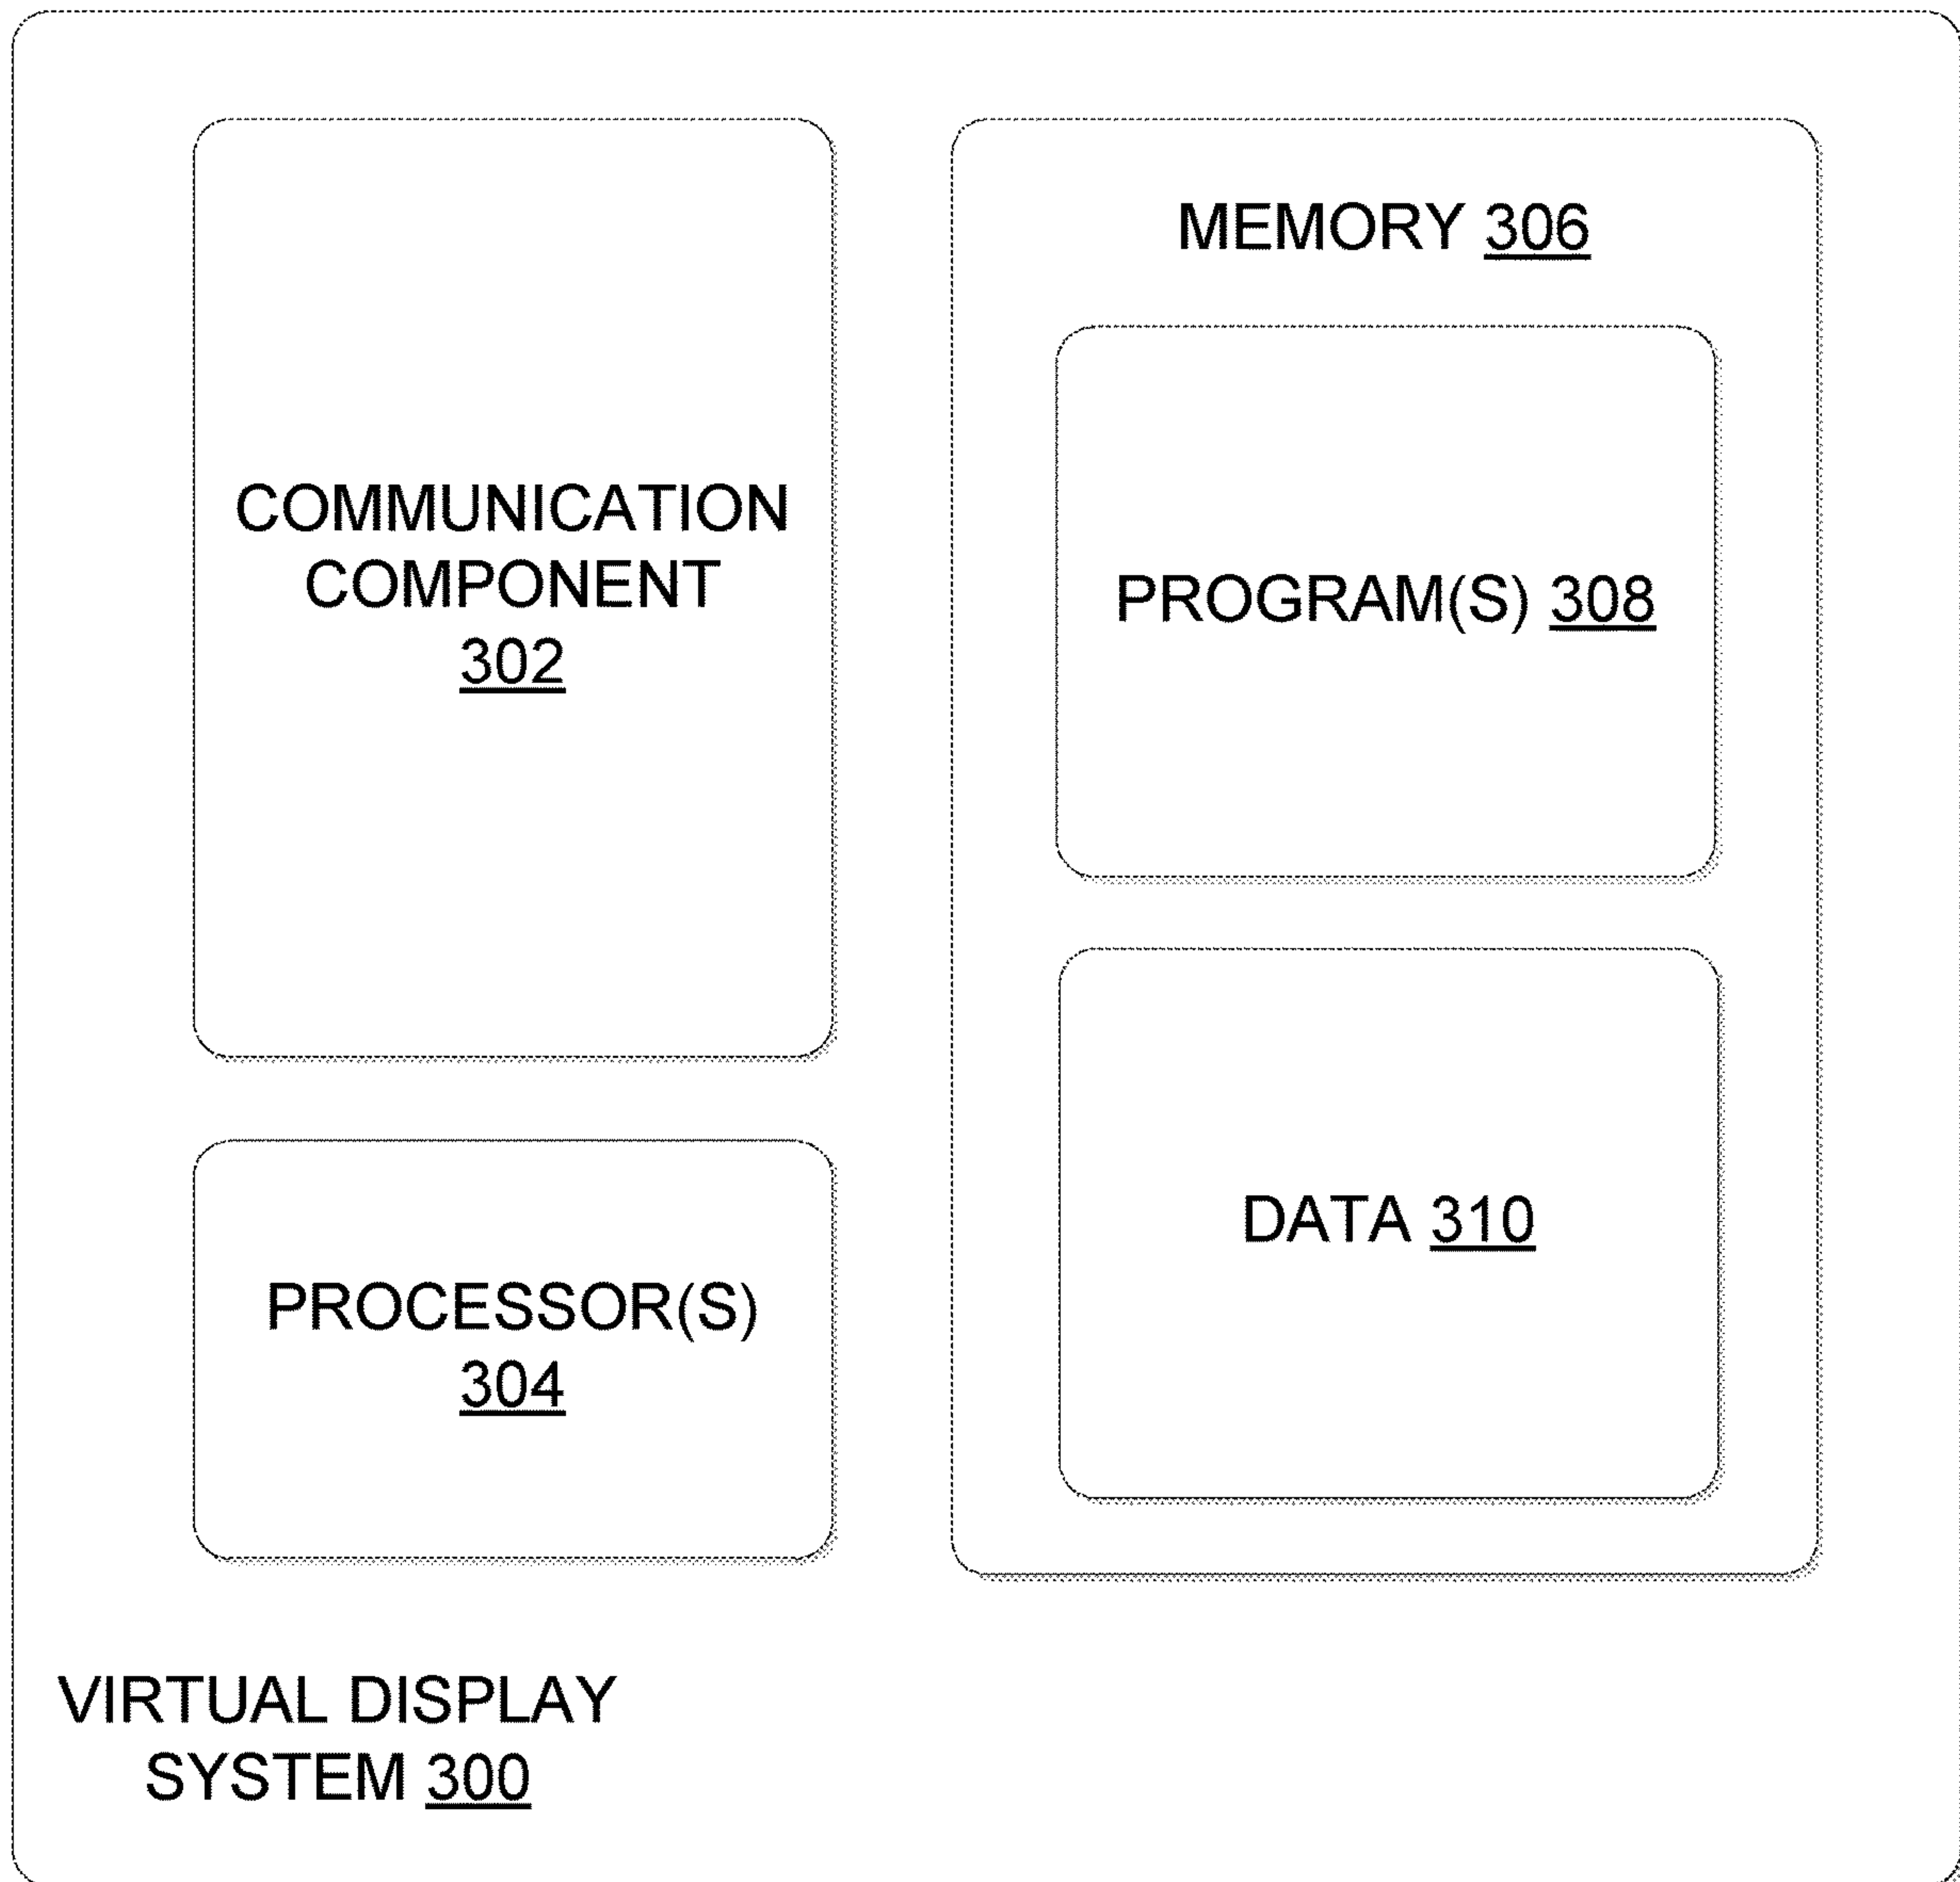 COMMUNICATION
COMPONENT
302
PROCESSOR(S)
304
MEMORY 306
PROGRAM(S) 308
DATA 310
VIRTUAL DISPLAY
SYSTEM 300